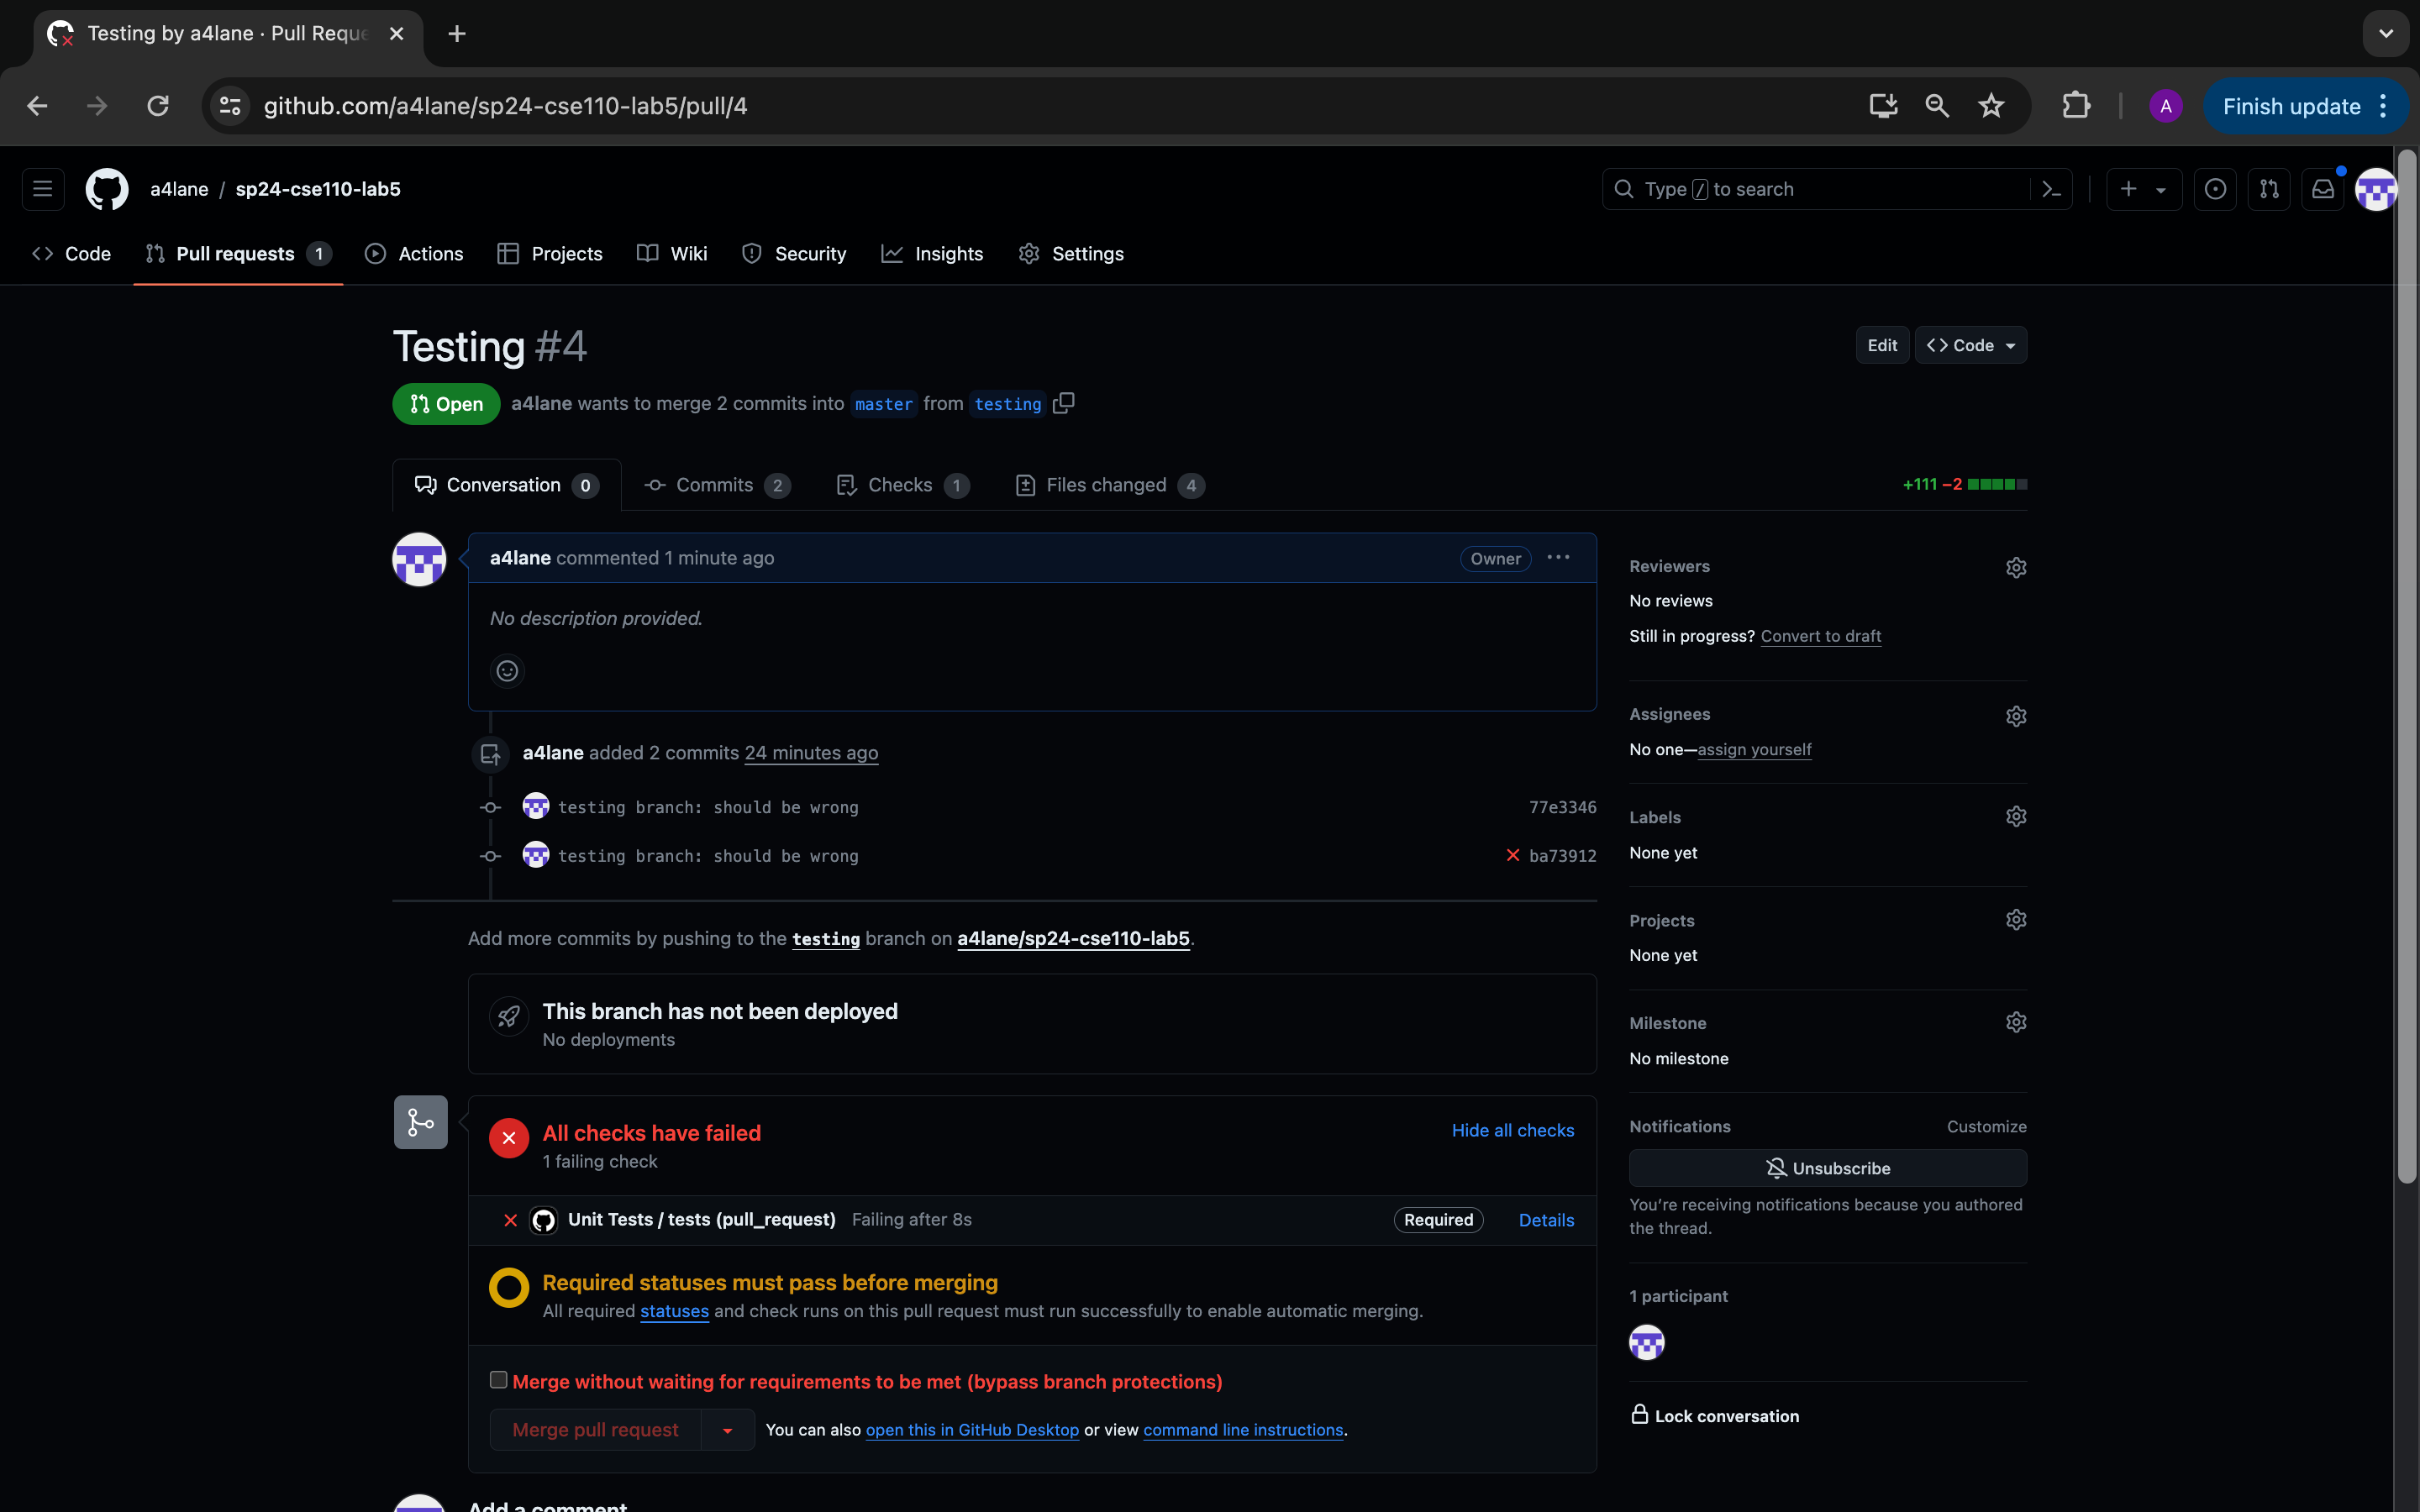 Testing by a4lane · Pull Reque
github.com/a4lane/sp24-cse110-lab5/pull/4
A
Finish update
a4lane / sp24-cse110-lab5
Type / to search
Code
Pull requests 1
Actions
Projects
Wiki
Security
Insights
Settings
Testing #4
Edit
Code
Open
a4lane wants to merge 2 commits into master from testing
Conversation 0
Commits 2
Checks 1
Files changed 4
+111 −2
a4lane commented 1 minute ago
Owner
No description provided.
a4lane added 2 commits 24 minutes ago
testing branch: should be wrong 77e3346
testing branch: should be wrong ba73912
Add more commits by pushing to the testing branch on a4lane/sp24-cse110-lab5.
This branch has not been deployed
No deployments
All checks have failed
Hide all checks
1 failing check
Unit Tests / tests (pull_request) Failing after 8s
Required
Details
Required statuses must pass before merging
All required statuses and check runs on this pull request must run successfully to enable automatic merging.
Merge without waiting for requirements to be met (bypass branch protections)
Merge pull request
You can also open this in GitHub Desktop or view command line instructions.
Add a comment
Reviewers
No reviews
Still in progress? Convert to draft
Assignees
No one—assign yourself
Labels
None yet
Projects
None yet
Milestone
No milestone
Notifications
Customize
Unsubscribe
You're receiving notifications because you authored
the thread.
1 participant
Lock conversation